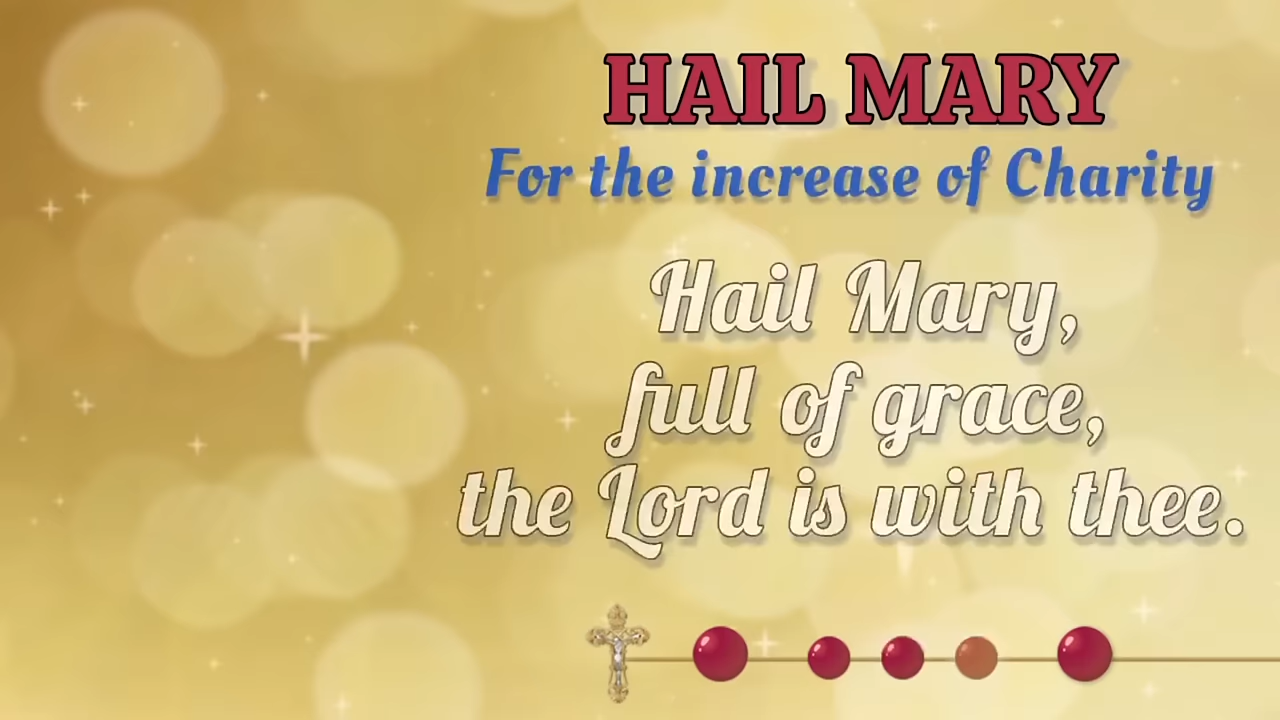 HAIL MARY
For the increase of Charity
Hail Mary,
full of grace,
the Lord is with thee.